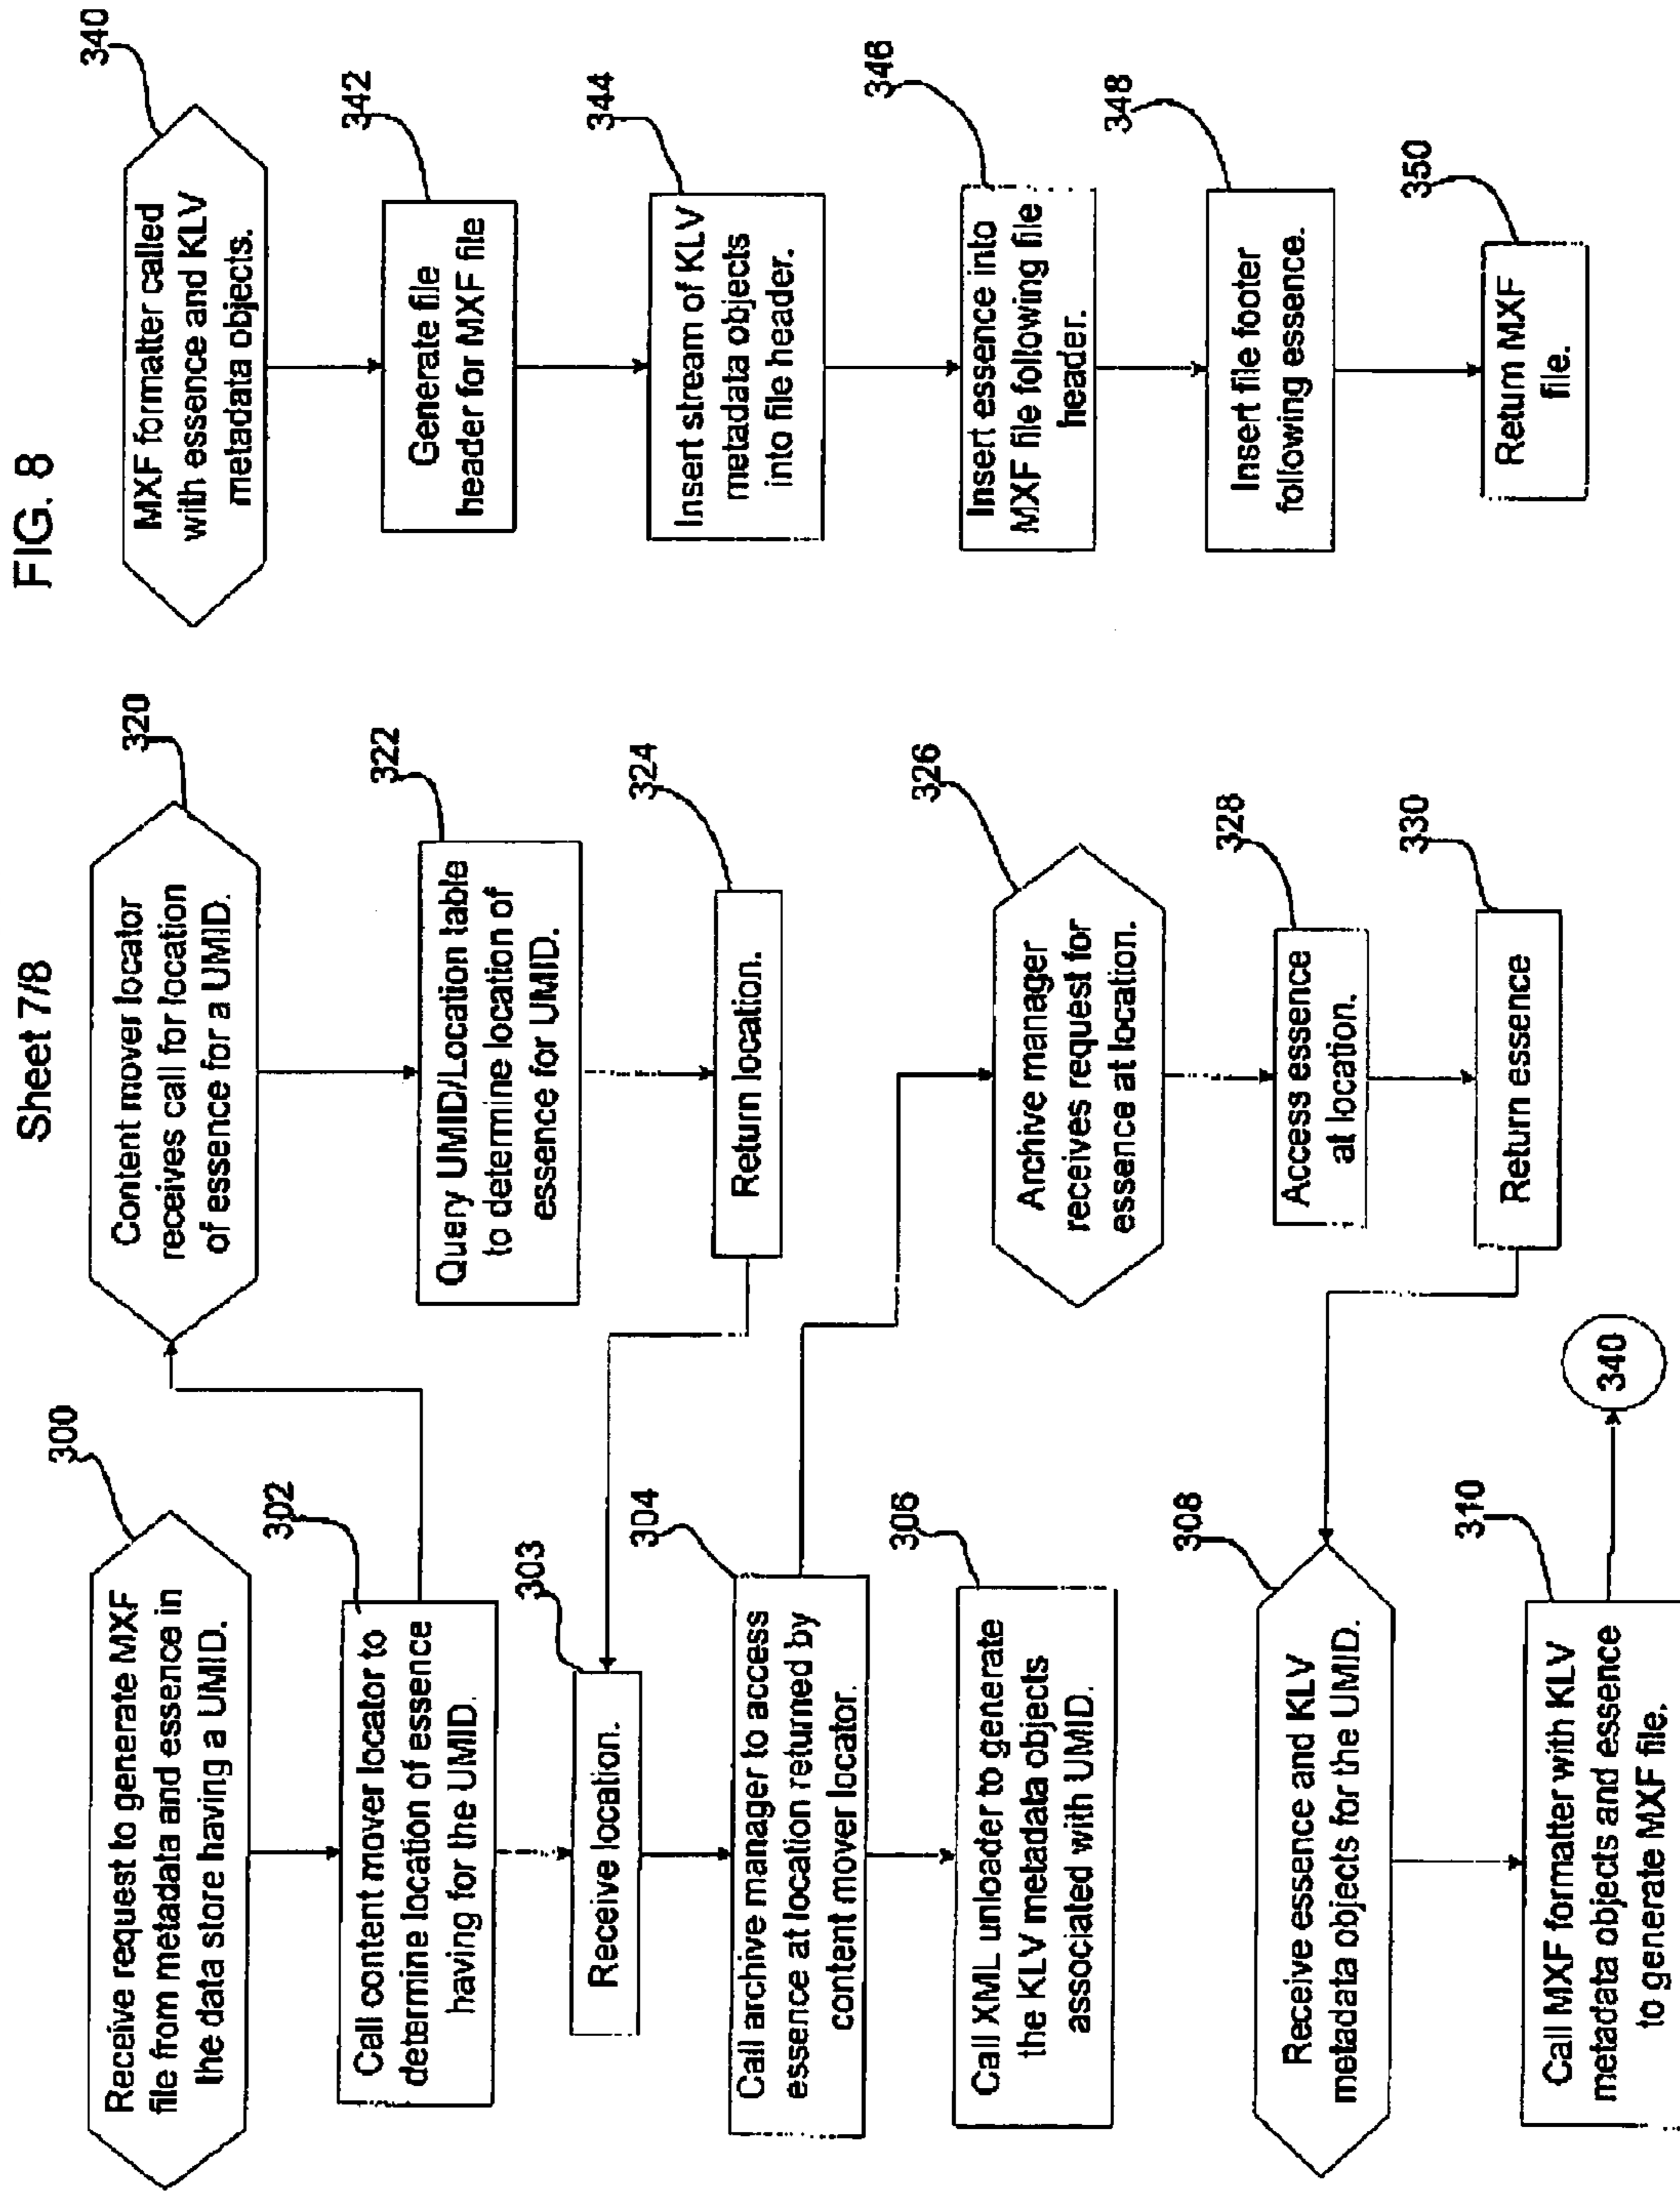 Sheet 7/8
FIG. 8
300
Receive request to generate MXF
file from metadata and essence in
the data store having a UMID.
302
Call content mover locator to
determine location of essence
having for the UMID.
303
Receive location.
304
Call archive manager to access
essence at location returned by
content mover locator.
306
Call XML unloader to generate
the KLV metadata objects
associated with UMID.
308
Receive essence and KLV
metadata objects for the UMID.
310
Call MXF formatter with KLV
metadata objects and essence
to generate MXF file.
340
320
Content mover locator
receives call for location
of essence for a UMID.
322
Query UMID/Location table
to determine location of
essence for UMID.
324
Return location.
326
Archive manager
receives request for
essence at location.
328
Access essence
at location.
330
Return essence
340
MXF formatter called
with essence and KLV
metadata objects.
342
Generate file
header for MXF file
344
Insert stream of KLV
metadata objects
into file header.
346
Insert essence into
MXF file following file
header.
348
Insert file footer
following essence.
350
Return MXF
file.